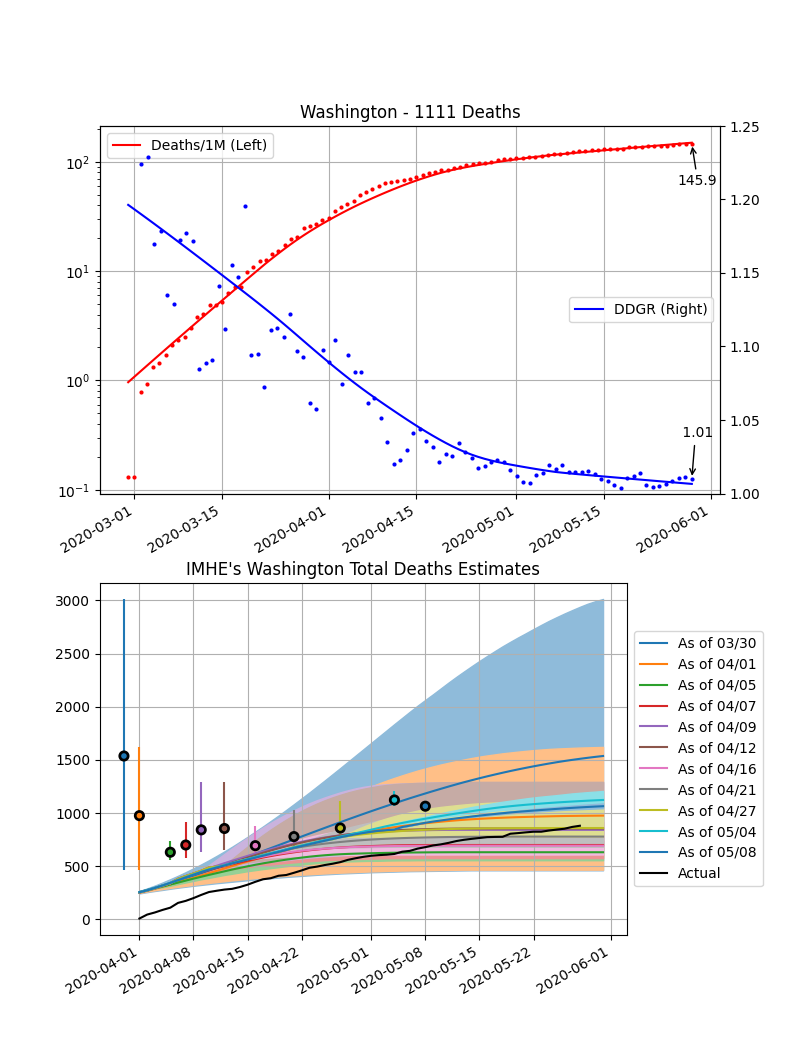 Washington - 1111 Deaths
Deaths/1M (Left)
DDGR (Right)
145.9
1.01
10²
10¹
10⁰
10⁻¹
1.25
1.20
1.15
1.10
1.05
1.00
2020-03-01
2020-03-15
2020-04-01
2020-04-15
2020-05-01
2020-05-15
2020-06-01
IMHE's Washington Total Deaths Estimates
3000
2500
2000
1500
1000
500
0
2020-04-01
2020-04-08
2020-04-15
2020-04-22
2020-05-01
2020-05-08
2020-05-15
2020-05-22
2020-06-01
As of 03/30
As of 04/01
As of 04/05
As of 04/07
As of 04/09
As of 04/12
As of 04/16
As of 04/21
As of 04/27
As of 05/04
As of 05/08
Actual